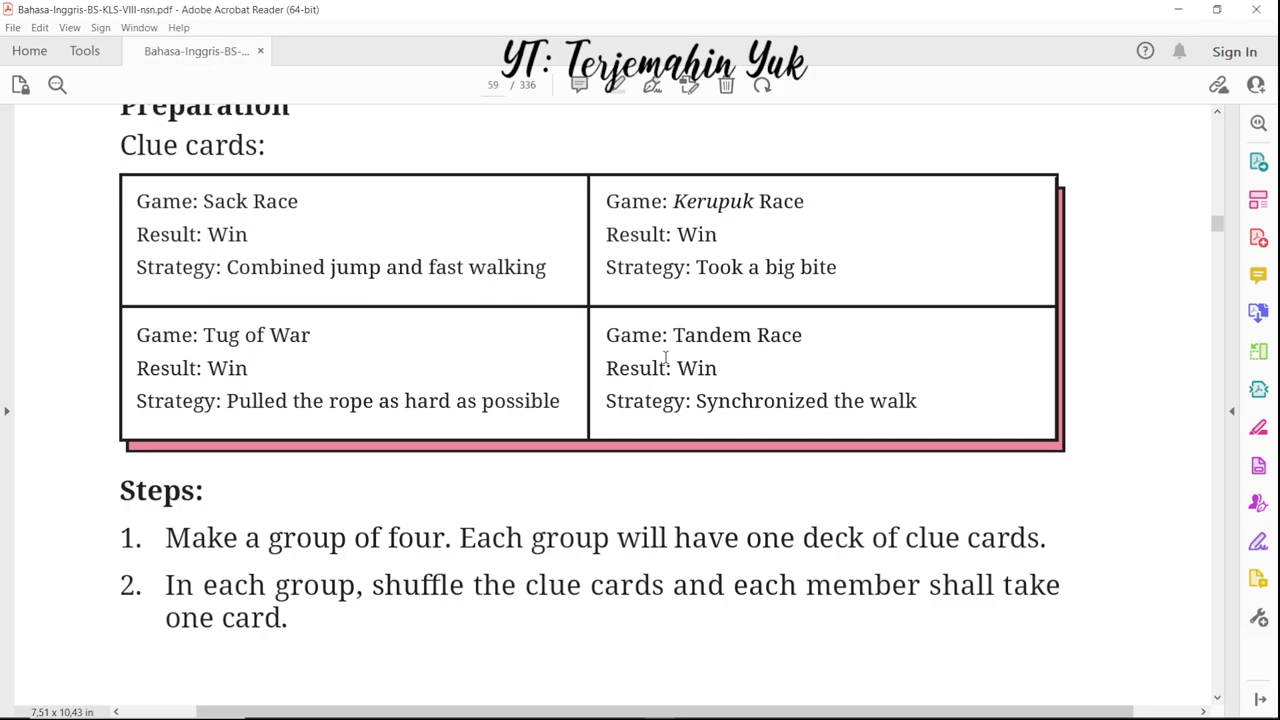 Bahasa-Inggris-BS-KLS-VIII-nsn.pdf - Adobe Acrobat Reader (64-bit)
File Edit View Sign Window Help
Home Tools Bahasa-Inggris-BS-... × Sign In
YT: Terjemahin Yuk
59 / 336
Preparation
Clue cards:
Game: Sack Race
Result: Win
Strategy: Combined jump and fast walking
Game: Kerupuk Race
Result: Win
Strategy: Took a big bite
Game: Tug of War
Result: Win
Strategy: Pulled the rope as hard as possible
Game: Tandem Race
Result: Win
Strategy: Synchronized the walk
Steps:
1. Make a group of four. Each group will have one deck of clue cards.
2. In each group, shuffle the clue cards and each member shall take
one card.
7,51 x 10,43 in